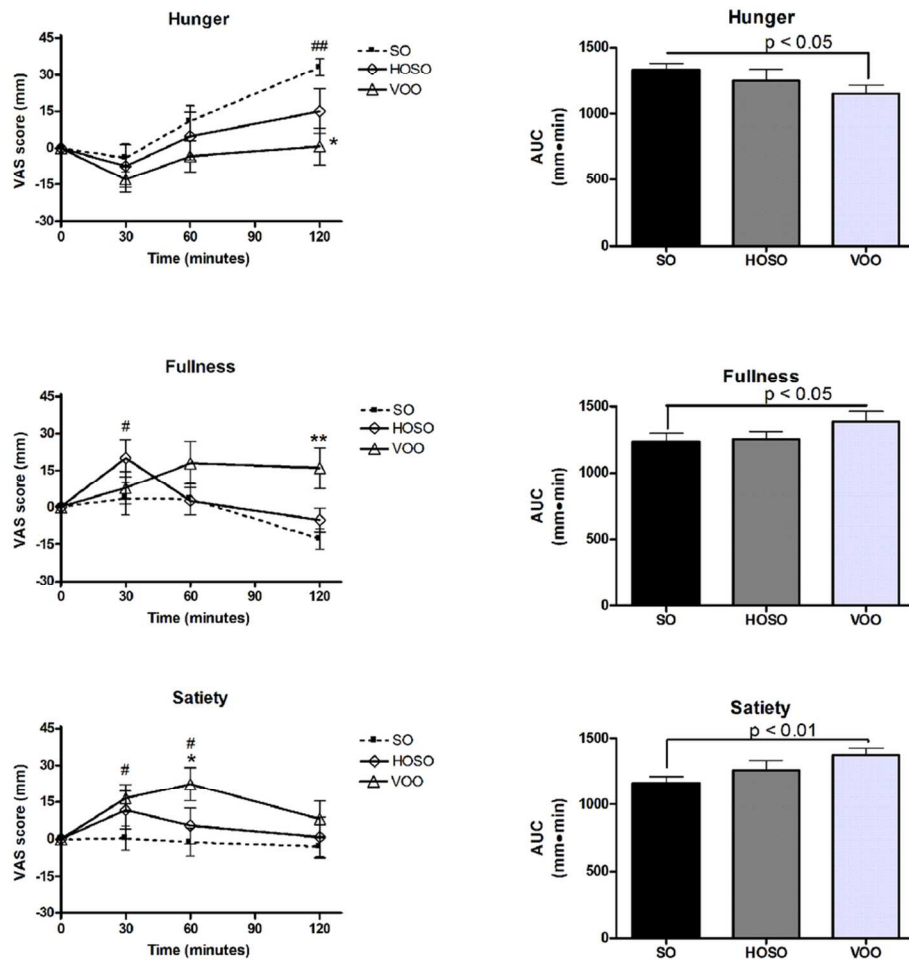 Hunger
45
30
15
0
-15
-30
VAS score (mm)
##
*
0 30 60 90 120
Time (minutes)
SO
HOSO
VOO
Hunger
p < 0.05
1500
1000
500
0
AUC
(mm•min)
SO HOSO VOO
Fullness
45
30
15
0
-15
-30
VAS score (mm)
#
**
0 30 60 90 120
Time (minutes)
SO
HOSO
VOO
Fullness
p < 0.05
1500
1000
500
0
AUC
(mm•min)
SO HOSO VOO
Satiety
45
30
15
0
-15
-30
VAS score (mm)
#
#
*
0 30 60 90 120
Time (minutes)
SO
HOSO
VOO
Satiety
p < 0.01
1500
1000
500
0
AUC
(mm•min)
SO HOSO VOO